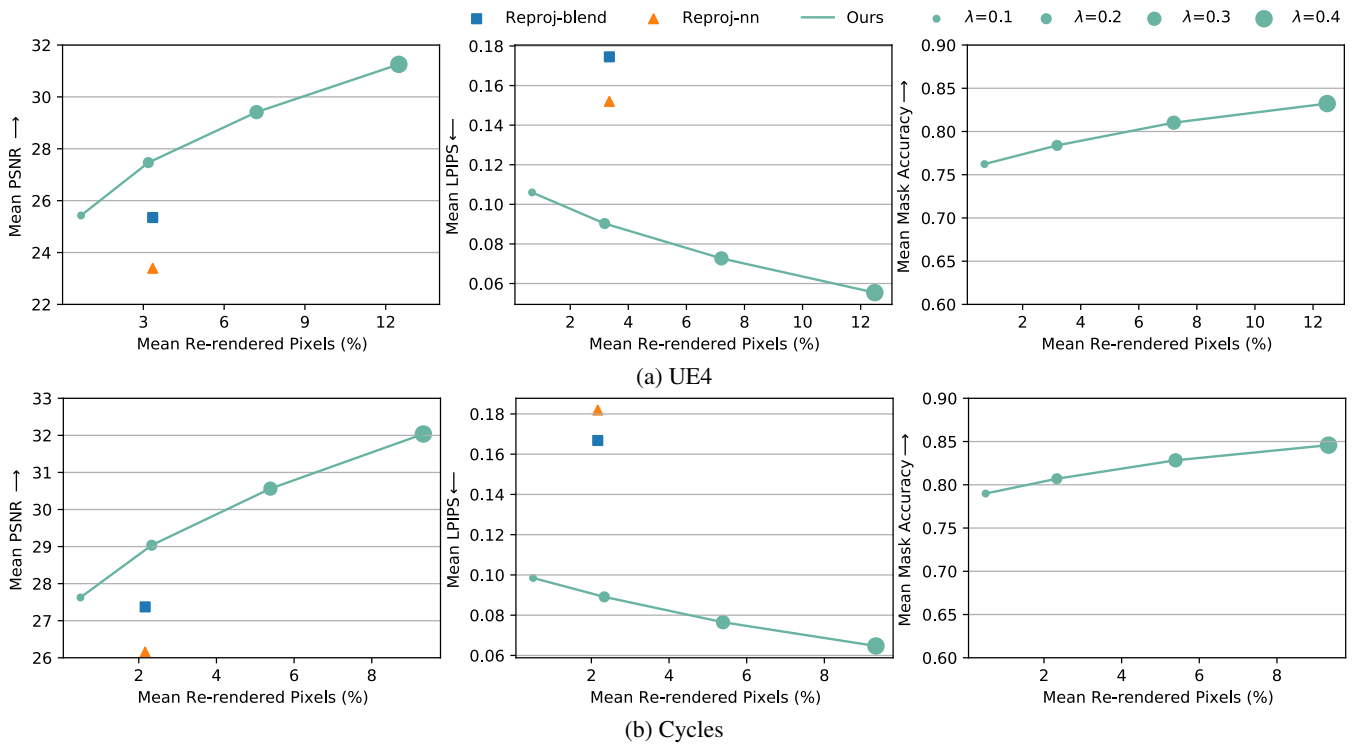 Reproj-blend Reproj-nn Ours λ=0.1 λ=0.2 λ=0.3 λ=0.4
32
30
28
26
24
22
Mean PSNR ⟶
3 6 9 12
Mean Re-rendered Pixels (%)
0.18
0.16
0.14
0.12
0.10
0.08
0.06
Mean LPIPS ⟵
2 4 6 8 10 12
Mean Re-rendered Pixels (%)
0.90
0.85
0.80
0.75
0.70
0.65
0.60
Mean Mask Accuracy ⟶
2 4 6 8 10 12
Mean Re-rendered Pixels (%)
(a) UE4
33
32
31
30
29
28
27
26
Mean PSNR ⟶
2 4 6 8
Mean Re-rendered Pixels (%)
0.18
0.16
0.14
0.12
0.10
0.08
0.06
Mean LPIPS ⟵
2 4 6 8
Mean Re-rendered Pixels (%)
0.90
0.85
0.80
0.75
0.70
0.65
0.60
Mean Mask Accuracy ⟶
2 4 6 8
Mean Re-rendered Pixels (%)
(b) Cycles